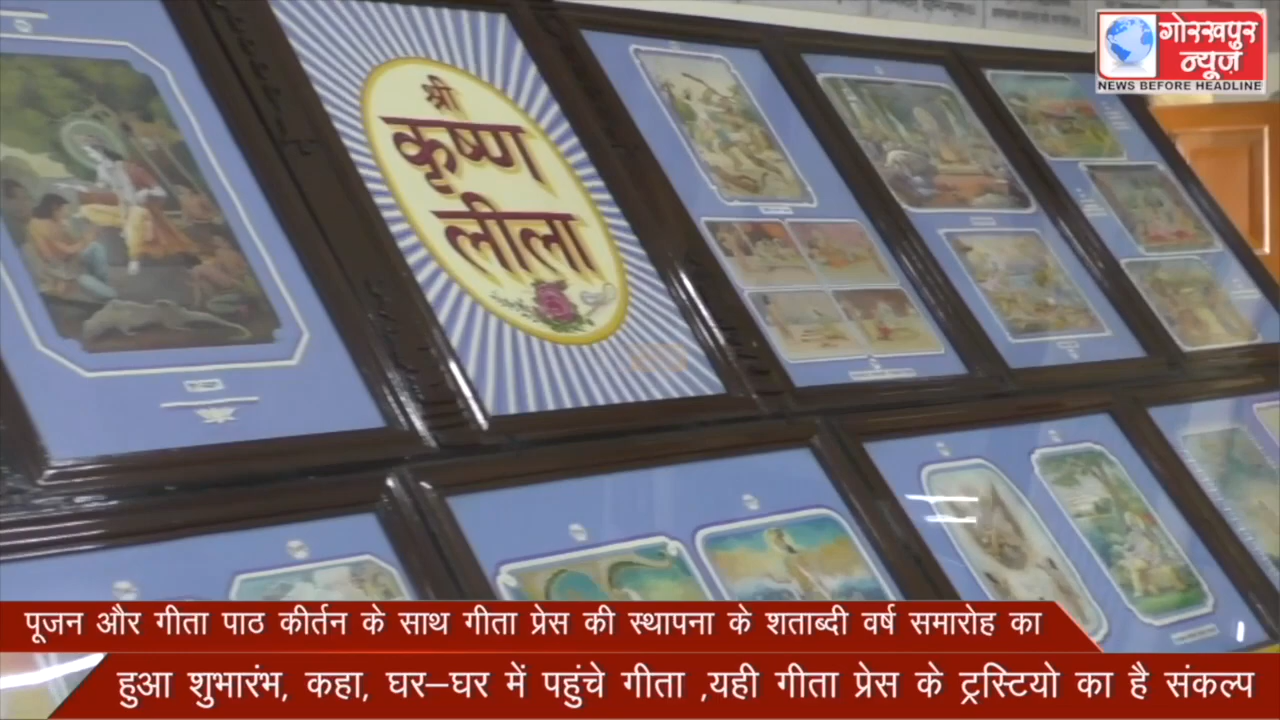 गोरखपुर
न्यूज़
NEWS BEFORE HEADLINE
श्री
कृष्ण
लीला
पूजन और गीता पाठ कीर्तन के साथ गीता प्रेस की स्थापना के शताब्दी वर्ष समारोह का
हुआ शुभारंभ, कहा, घर–घर में पहुंचे गीता ,यही गीता प्रेस के ट्रस्टियो का है संकल्प